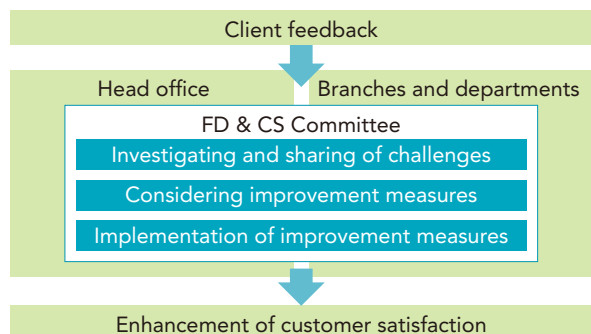 Client feedback
Head office
Branches and departments
FD & CS Committee
Investigating and sharing of challenges
Considering improvement measures
Implementation of improvement measures
Enhancement of customer satisfaction